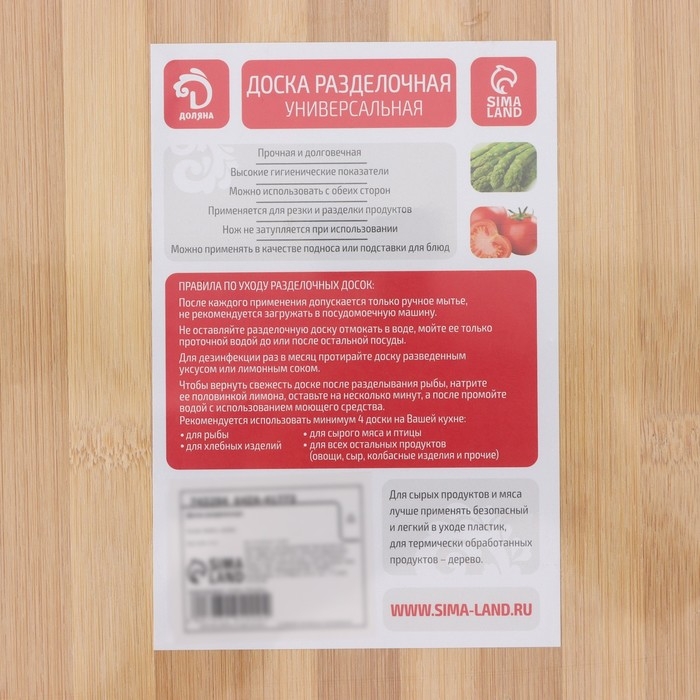 ДОЛЯНА
ДОСКА РАЗДЕЛОЧНАЯ
УНИВЕРСАЛЬНАЯ
SIMA
LAND
Прочная и долговечная
Высокие гигиенические показатели
Можно использовать с обеих сторон
Применяется для резки и разделки продуктов
Нож не затупляется при использовании
Можно применять в качестве подноса или подставки для блюд
ПРАВИЛА ПО УХОДУ РАЗДЕЛОЧНЫХ ДОСОК:
После каждого применения допускается только ручное мытье,
не рекомендуется загружать в посудомоечную машину.
Не оставляйте разделочную доску отмокать в воде, мойте ее только
проточной водой до или после остальной посуды.
Для дезинфекции раз в месяц протирайте доску разведенным
уксусом или лимонным соком.
Чтобы вернуть свежесть доске после разделывания рыбы, натрите
ее половинкой лимона, оставьте на несколько минут, а после промойте
водой с использованием моющего средства.
Рекомендуется использовать минимум 4 доски на Вашей кухне:
• для рыбы
• для хлебных изделий
• для сырого мяса и птицы
• для всех остальных продуктов
(овощи, сыр, колбасные изделия и прочие)
SIMA
LAND
Для сырых продуктов и мяса
лучше применять безопасный
и легкий в уходе пластик,
для термически обработанных
продуктов – дерево.
WWW.SIMA-LAND.RU